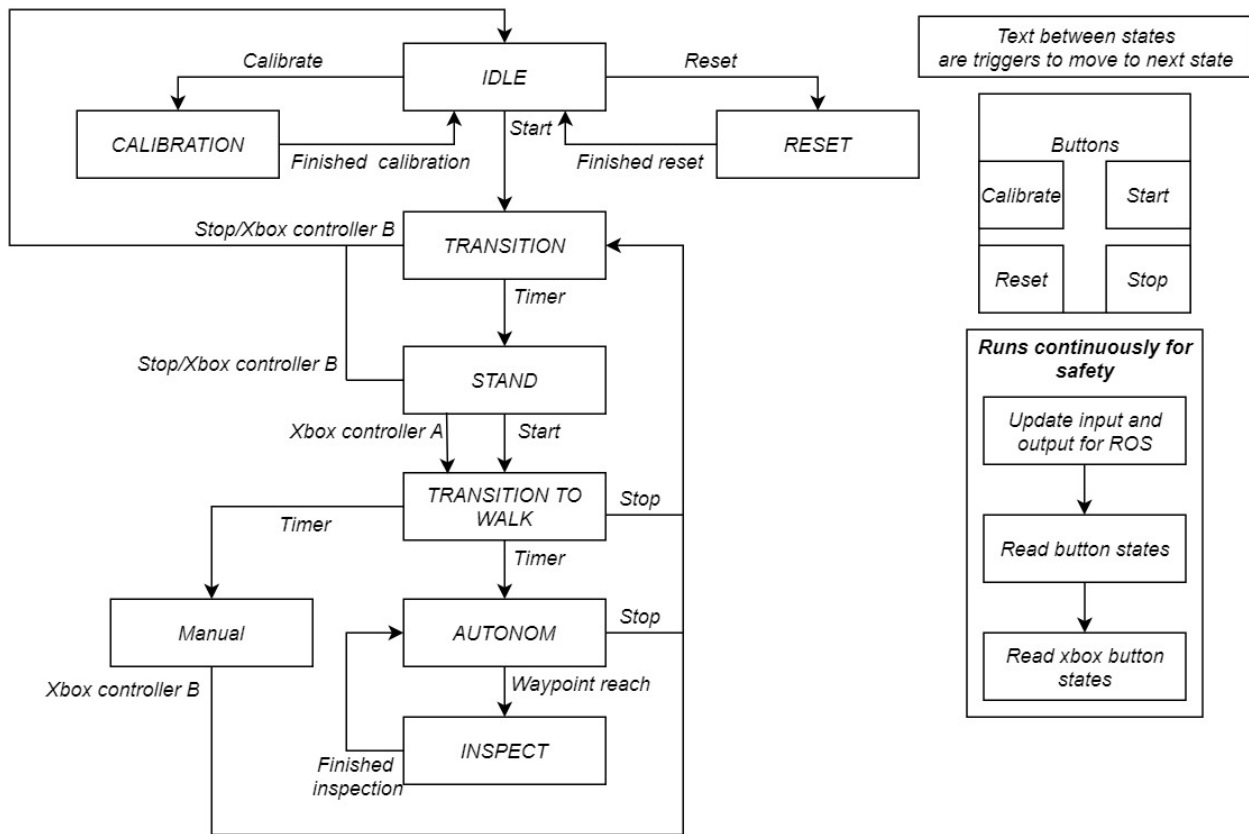 Calibrate
IDLE
Reset
CALIBRATION
Start
RESET
Finished  calibration
Finished reset
Stop/Xbox controller B
TRANSITION
Timer
Stop/Xbox controller B
STAND
Xbox controller A
Start
TRANSITION TO
WALK
Stop
Timer
Timer
Manual
AUTONOM
Stop
Xbox controller B
Waypoint reach
INSPECT
Finished
inspection
Text between states
are triggers to move to next state
Buttons
Calibrate
Start
Reset
Stop
Runs continuously for
safety
Update input and
output for ROS
Read button states
Read xbox button
states